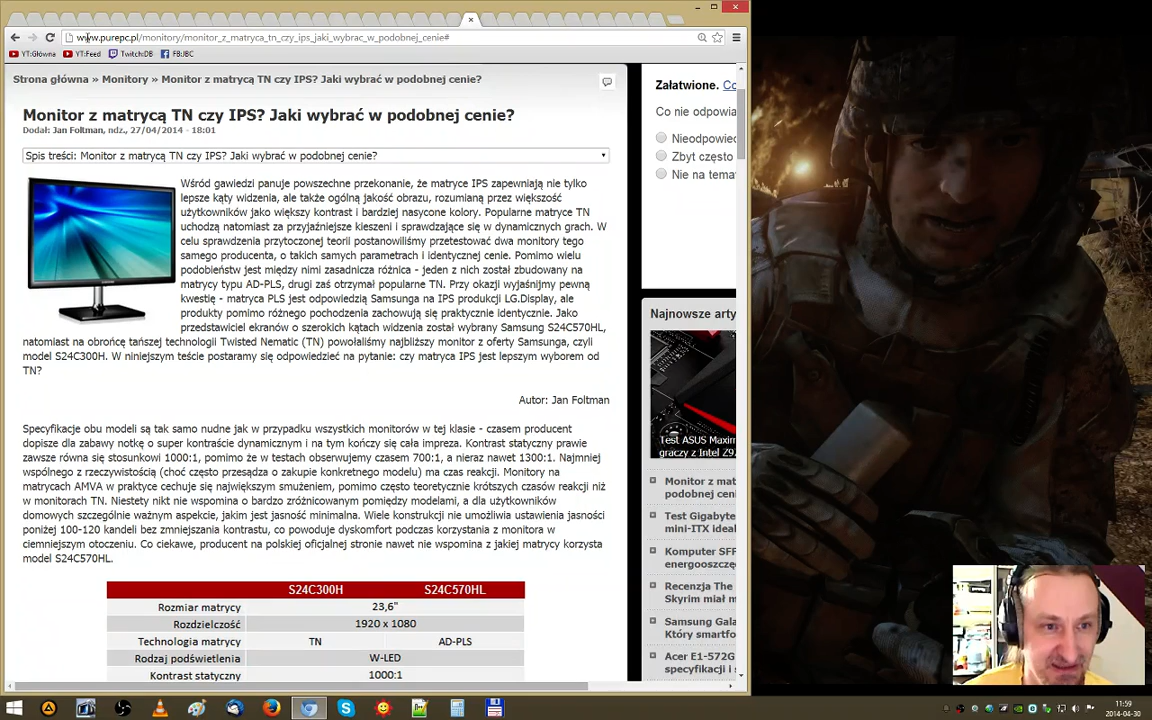 www.purepc.pl/monitory/monitor_z_matryca_tn_czy_ips_jaki_wybrac_w_podobnej_cenie#
YT:Główna YT:Feed Twitch:DB FB:JBC
Strona główna » Monitory » Monitor z matrycą TN czy IPS? Jaki wybrać w podobnej cenie?
Monitor z matrycą TN czy IPS? Jaki wybrać w podobnej cenie?
Dodał: Jan Foltman, ndz., 27/04/2014 - 18:01
Spis treści: Monitor z matrycą TN czy IPS? Jaki wybrać w podobnej cenie?
Wśród gawiedzi panuje powszechne przekonanie, że matryce IPS zapewniają nie tylko
lepsze kąty widzenia, ale także ogólną jakość obrazu, rozumianą przez większość
użytkowników jako większy kontrast i bardziej nasycone kolory. Popularne matryce TN
uchodzą natomiast za przyjaźniejsze kieszeni i sprawdzające się w dynamicznych grach. W
celu sprawdzenia przytoczonej teorii postanowiliśmy przetestować dwa monitory tego
samego producenta, o takich samych parametrach i identycznej cenie. Pomimo wielu
podobieństw jest między nimi zasadnicza różnica - jeden z nich został zbudowany na
matrycy typu AD-PLS, drugi zaś otrzymał popularne TN. Przy okazji wyjaśnijmy pewną
kwestię - matryca PLS jest odpowiedzią Samsunga na IPS produkcji LG.Display, ale
produkty pomimo różnego pochodzenia zachowują się praktycznie identycznie. Jako
przedstawiciel ekranów o szerokich kątach widzenia został wybrany Samsung S24C570HL,
natomiast na obrońcę tańszej technologii Twisted Nematic (TN) powołaliśmy najbliższy monitor z oferty Samsunga, czyli
model S24C300H. W niniejszym teście postaramy się odpowiedzieć na pytanie: czy matryca IPS jest lepszym wyborem od
TN?
Autor: Jan Foltman
Specyfikacje obu modeli są tak samo nudne jak w przypadku wszystkich monitorów w tej klasie - czasem producent
dopisze dla zabawy notkę o super kontraście dynamicznym i na tym kończy się cała impreza. Kontrast statyczny prawie
zawsze równa się stosunkowi 1000:1, pomimo że w testach obserwujemy czasem 700:1, a nieraz nawet 1300:1. Najmniej
wspólnego z rzeczywistością (choć często przesądza o zakupie konkretnego modelu) ma czas reakcji. Monitory na
matrycach AMVA w praktyce cechuje się największym smużeniem, pomimo często teoretycznie krótszych czasów reakcji niż
w monitorach TN. Niestety nikt nie wspomina o bardzo zróżnicowanym pomiędzy modelami, a dla użytkowników
domowych szczególnie ważnym aspekcie, jakim jest jasność minimalna. Wiele konstrukcji nie umożliwia ustawienia jasności
poniżej 100-120 kandeli bez zmniejszania kontrastu, co powoduje dyskomfort podczas korzystania z monitora w
ciemniejszym otoczeniu. Co ciekawe, producent na polskiej oficjalnej stronie nawet nie wspomina z jakiej matrycy korzysta
model S24C570HL.
S24C300H S24C570HL
Rozmiar matrycy 23,6"
Rozdzielczość 1920 x 1080
Technologia matrycy TN AD-PLS
Rodzaj podświetlenia W-LED
Kontrast statyczny 1000:1
Załatwione. Co
Co nie odpowia
Nieodpowied
Zbyt często
Nie na tema
Najnowsze arty
Test ASUS Maxim
graczy z Intel Z9
Monitor z mat
podobnej ceni
Test Gigabyte
mini-ITX ideal
Komputer SFF
energooszczę
Recenzja The
Skyrim miał m
Samsung Gala
Który smartfo
Acer E1-572G
specyfikacji i
11:59
2014-04-30